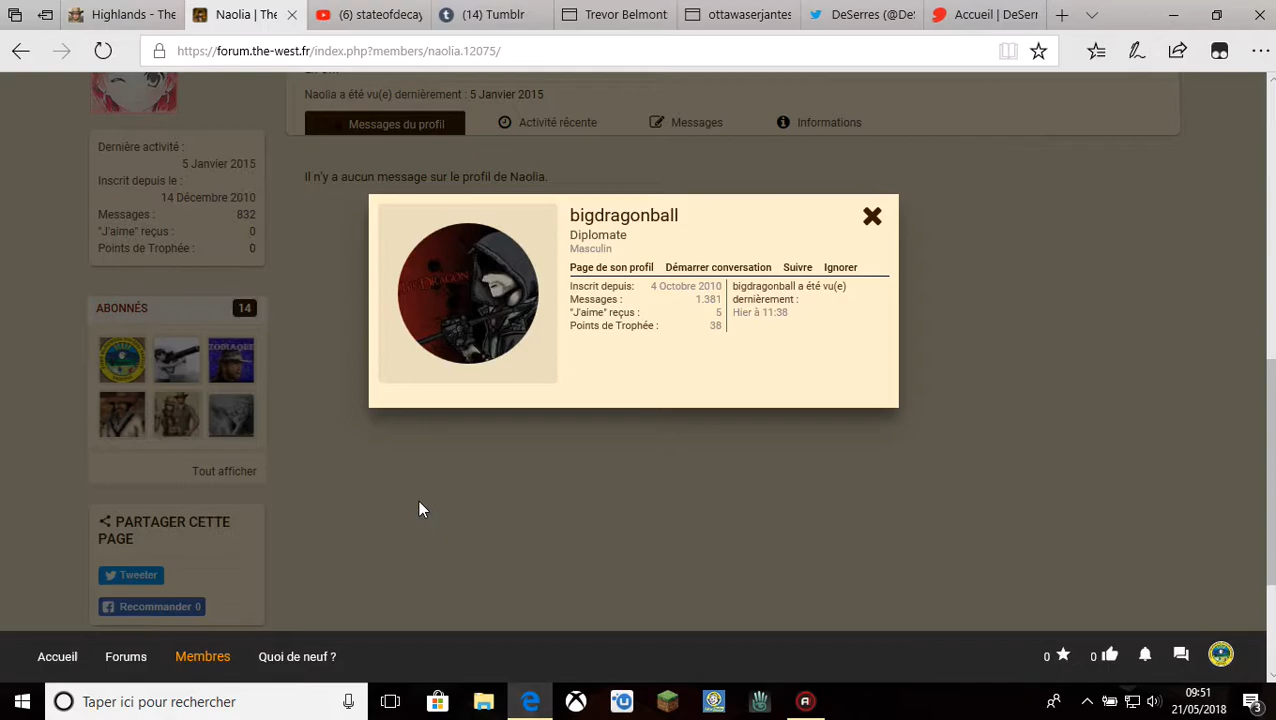 Highlands - The
Naolia | The
(6) stateofdecay
(14) Tumblr
Trevor Belmont
ottawaserjantes
DeSerres (@DeS
Accueil | DeSerr
https://forum.the-west.fr/index.php?members/naolia.12075/
Naolia a été vu(e) dernièrement : 5 Janvier 2015
Messages du profil
Activité récente
Messages
Informations
Dernière activité :
5 Janvier 2015
Inscrit depuis le :
14 Décembre 2010
Messages : 832
"J'aime" reçus : 0
Points de Trophée : 0
Il n'y a aucun message sur le profil de Naolia.
bigdragonball
Diplomate
Masculin
Page de son profil Démarrer conversation Suivre Ignorer
Inscrit depuis: 4 Octobre 2010
Messages : 1.381
"J'aime" reçus : 5
Points de Trophée : 38
bigdragonball a été vu(e)
dernièrement :
Hier à 11:38
ABONNÉS 14
Tout afficher
PARTAGER CETTE
PAGE
Tweeter
Recommander 0
Accueil
Forums
Membres
Quoi de neuf ?
0
0
Taper ici pour rechercher
09:51
21/05/2018
3